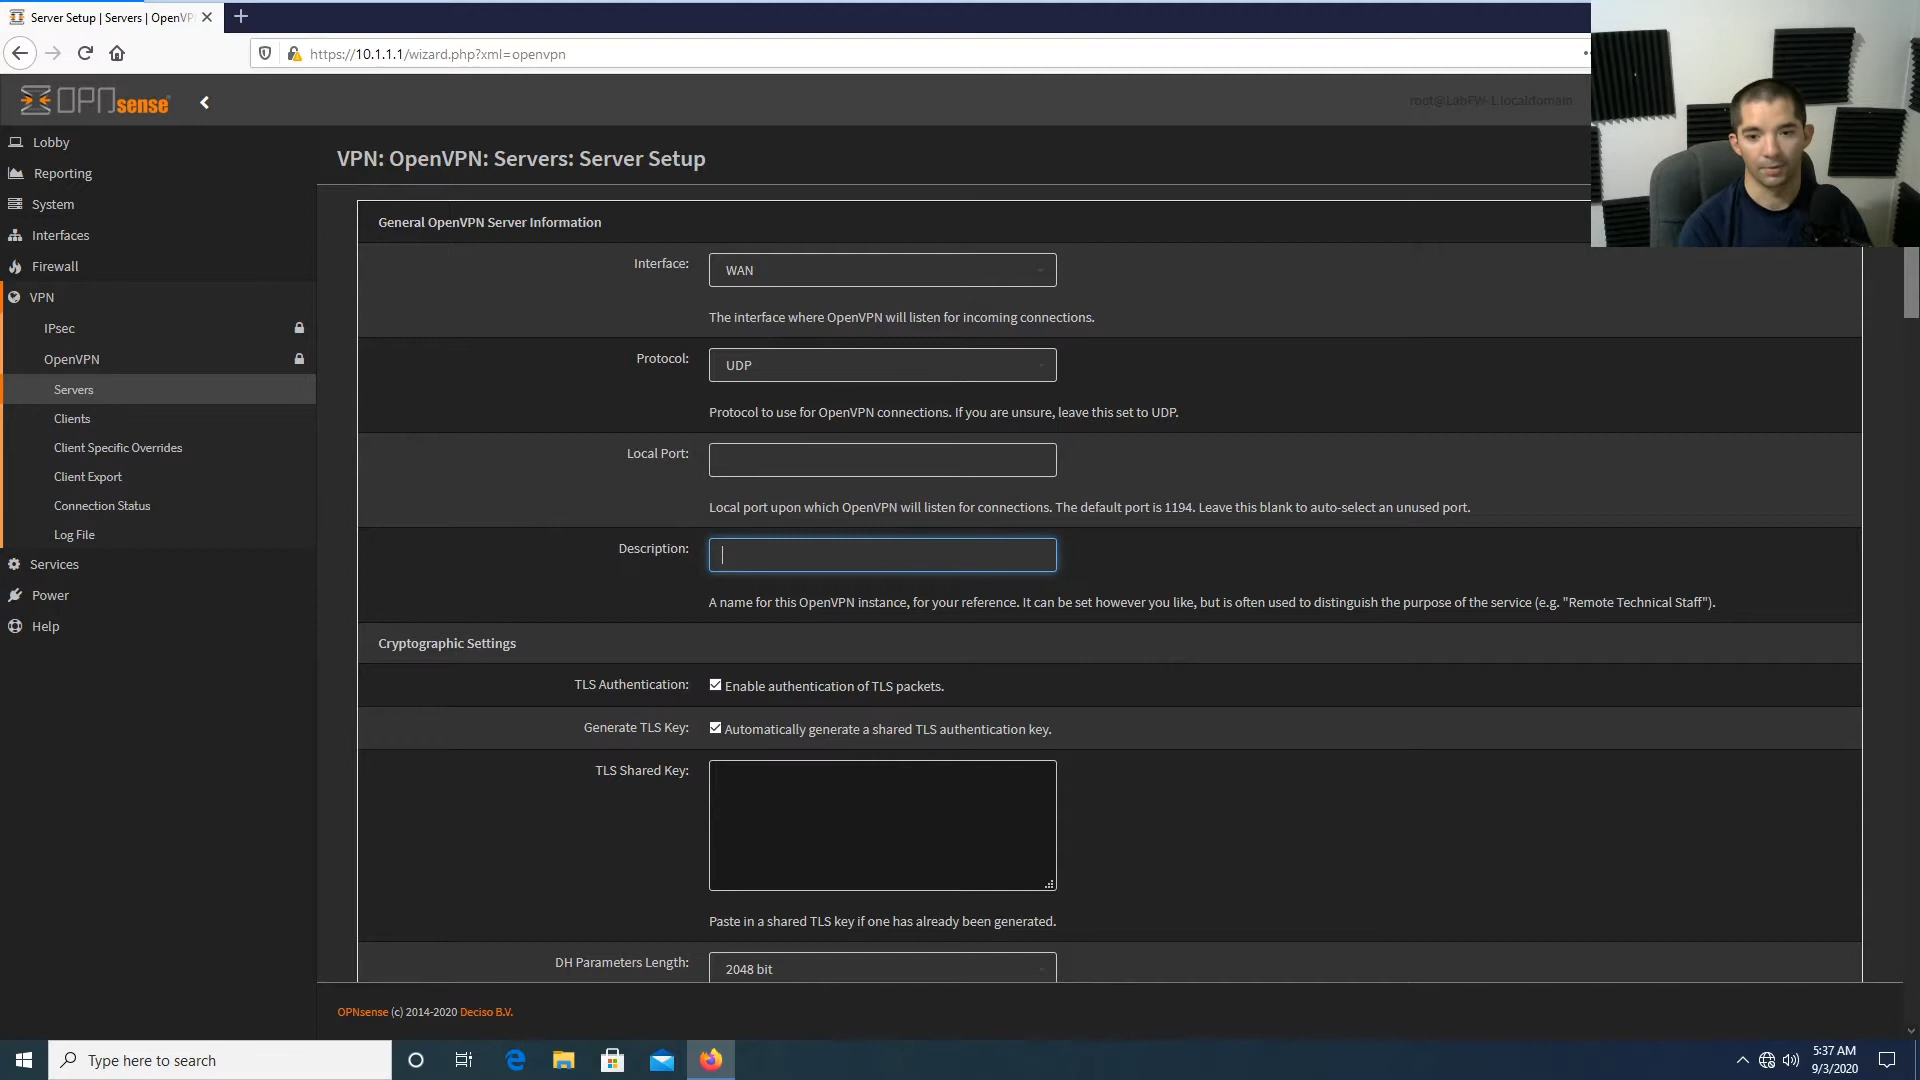 Server Setup | Servers | OpenVP
https://10.1.1.1/wizard.php?xml=openvpn
OPNsense
root@LabFW-1.localdomain
Lobby
Reporting
System
Interfaces
Firewall
VPN
IPsec
OpenVPN
Servers
Clients
Client Specific Overrides
Client Export
Connection Status
Log File
Services
Power
Help
VPN: OpenVPN: Servers: Server Setup
General OpenVPN Server Information
Interface:
WAN
The interface where OpenVPN will listen for incoming connections.
Protocol:
UDP
Protocol to use for OpenVPN connections. If you are unsure, leave this set to UDP.
Local Port:
Local port upon which OpenVPN will listen for connections. The default port is 1194. Leave this blank to auto-select an unused port.
Description:
A name for this OpenVPN instance, for your reference. It can be set however you like, but is often used to distinguish the purpose of the service (e.g. "Remote Technical Staff").
Cryptographic Settings
TLS Authentication:
Enable authentication of TLS packets.
Generate TLS Key:
Automatically generate a shared TLS authentication key.
TLS Shared Key:
Paste in a shared TLS key if one has already been generated.
DH Parameters Length:
2048 bit
OPNsense (c) 2014-2020 Deciso B.V.
Type here to search
5:37 AM
9/3/2020